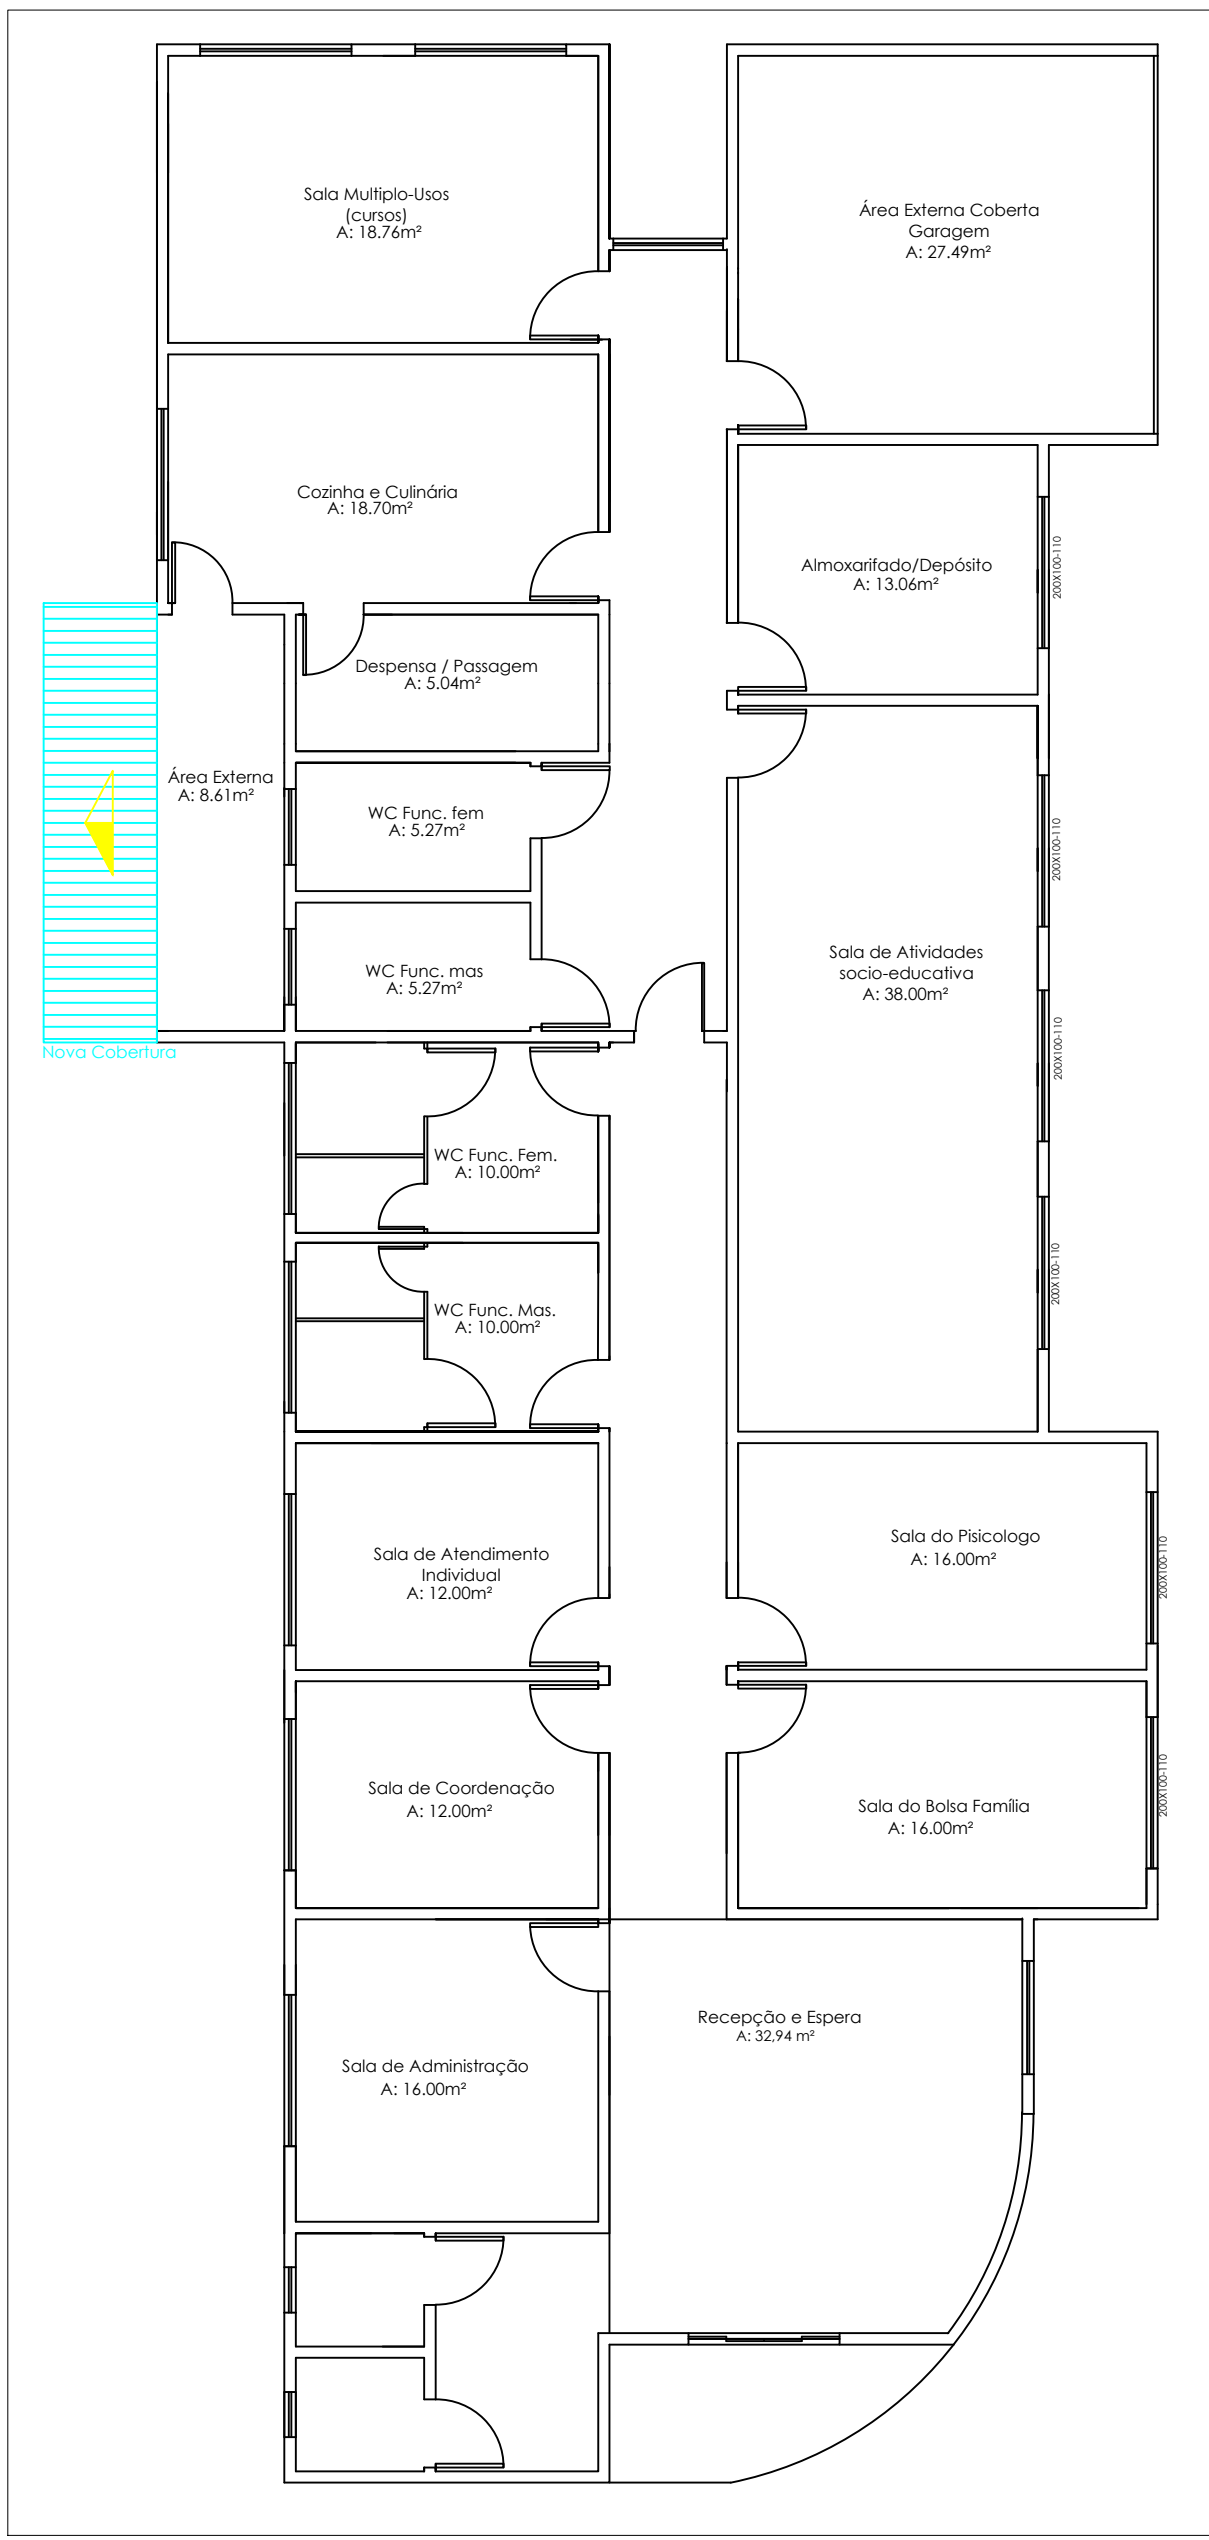 Sala Multiplo-Usos
(cursos)
A: 18.76m²
Área Externa Coberta
Garagem
A: 27.49m²
Cozinha e Culinária
A: 18.70m²
Almoxarifado/Depósito
A: 13.06m²
200X100-110
Despensa / Passagem
A: 5.04m²
Área Externa
A: 8.61m²
WC Func. fem
A: 5.27m²
200X100-110
WC Func. mas
A: 5.27m²
Sala de Atividades
socio-educativa
A: 38.00m²
200X100-110
Nova Cobertura
WC Func. Fem.
A: 10.00m²
200X100-110
WC Func. Mas.
A: 10.00m²
Sala de Atendimento
Individual
A: 12.00m²
Sala do Pisicologo
A: 16.00m²
200X100-110
Sala de Coordenação
A: 12.00m²
Sala do Bolsa Família
A: 16.00m²
200X100-110
Recepção e Espera
A: 32,94 m²
Sala de Administração
A: 16.00m²